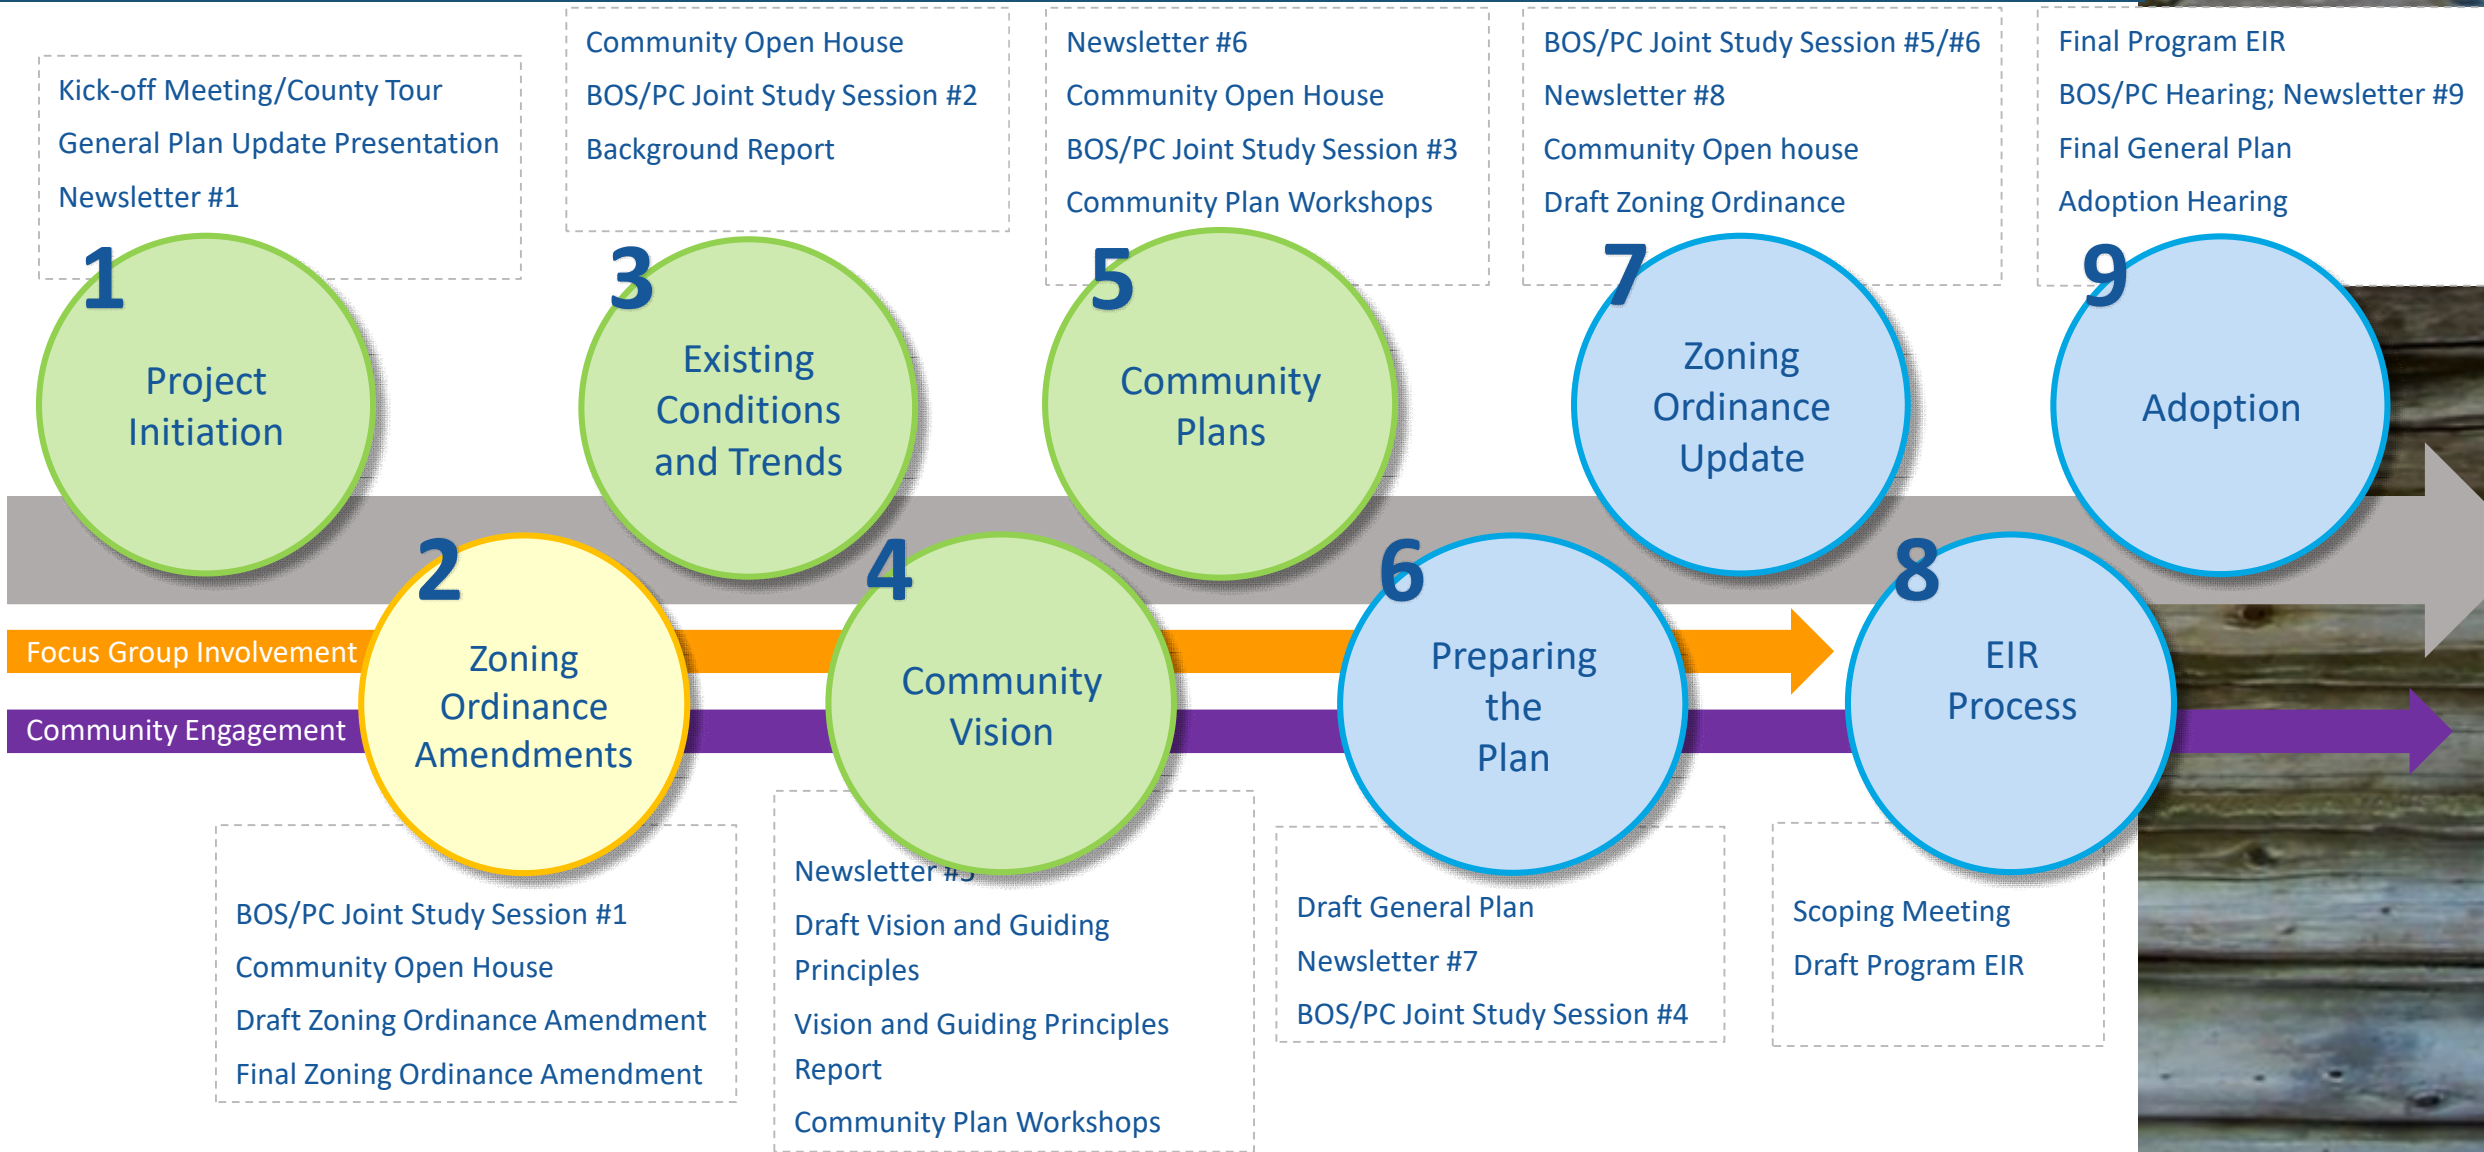 Kick-off Meeting/County Tour
General Plan Update Presentation
Newsletter #1
1
Project
Initiation
BOS/PC Joint Study Session #1
Community Open House
Draft Zoning Ordinance Amendment
Final Zoning Ordinance Amendment
2
Zoning
Ordinance
Amendments
Community Open House
BOS/PC Joint Study Session #2
Background Report
3
Existing
Conditions
and Trends
4
Community
Vision
Newsletter
Draft Vision and Guiding
Principles
Vision and Guiding Principles
Report
Community Plan Workshops
Newsletter #6
Community Open House
BOS/PC Joint Study Session #3
Community Plan Workshops
5
Community
Plans
6
Preparing
the
Plan
Draft General Plan
Newsletter #7
BOS/PC Joint Study Session #4
BOS/PC Joint Study Session #5/#6
Newsletter #8
Community Open house
Draft Zoning Ordinance
7
Zoning
Ordinance
Update
8
EIR
Process
Scoping Meeting
Draft Program EIR
Final Program EIR
BOS/PC Hearing; Newsletter #9
Final General Plan
Adoption Hearing
9
Adoption
Focus Group Involvement
Community Engagement